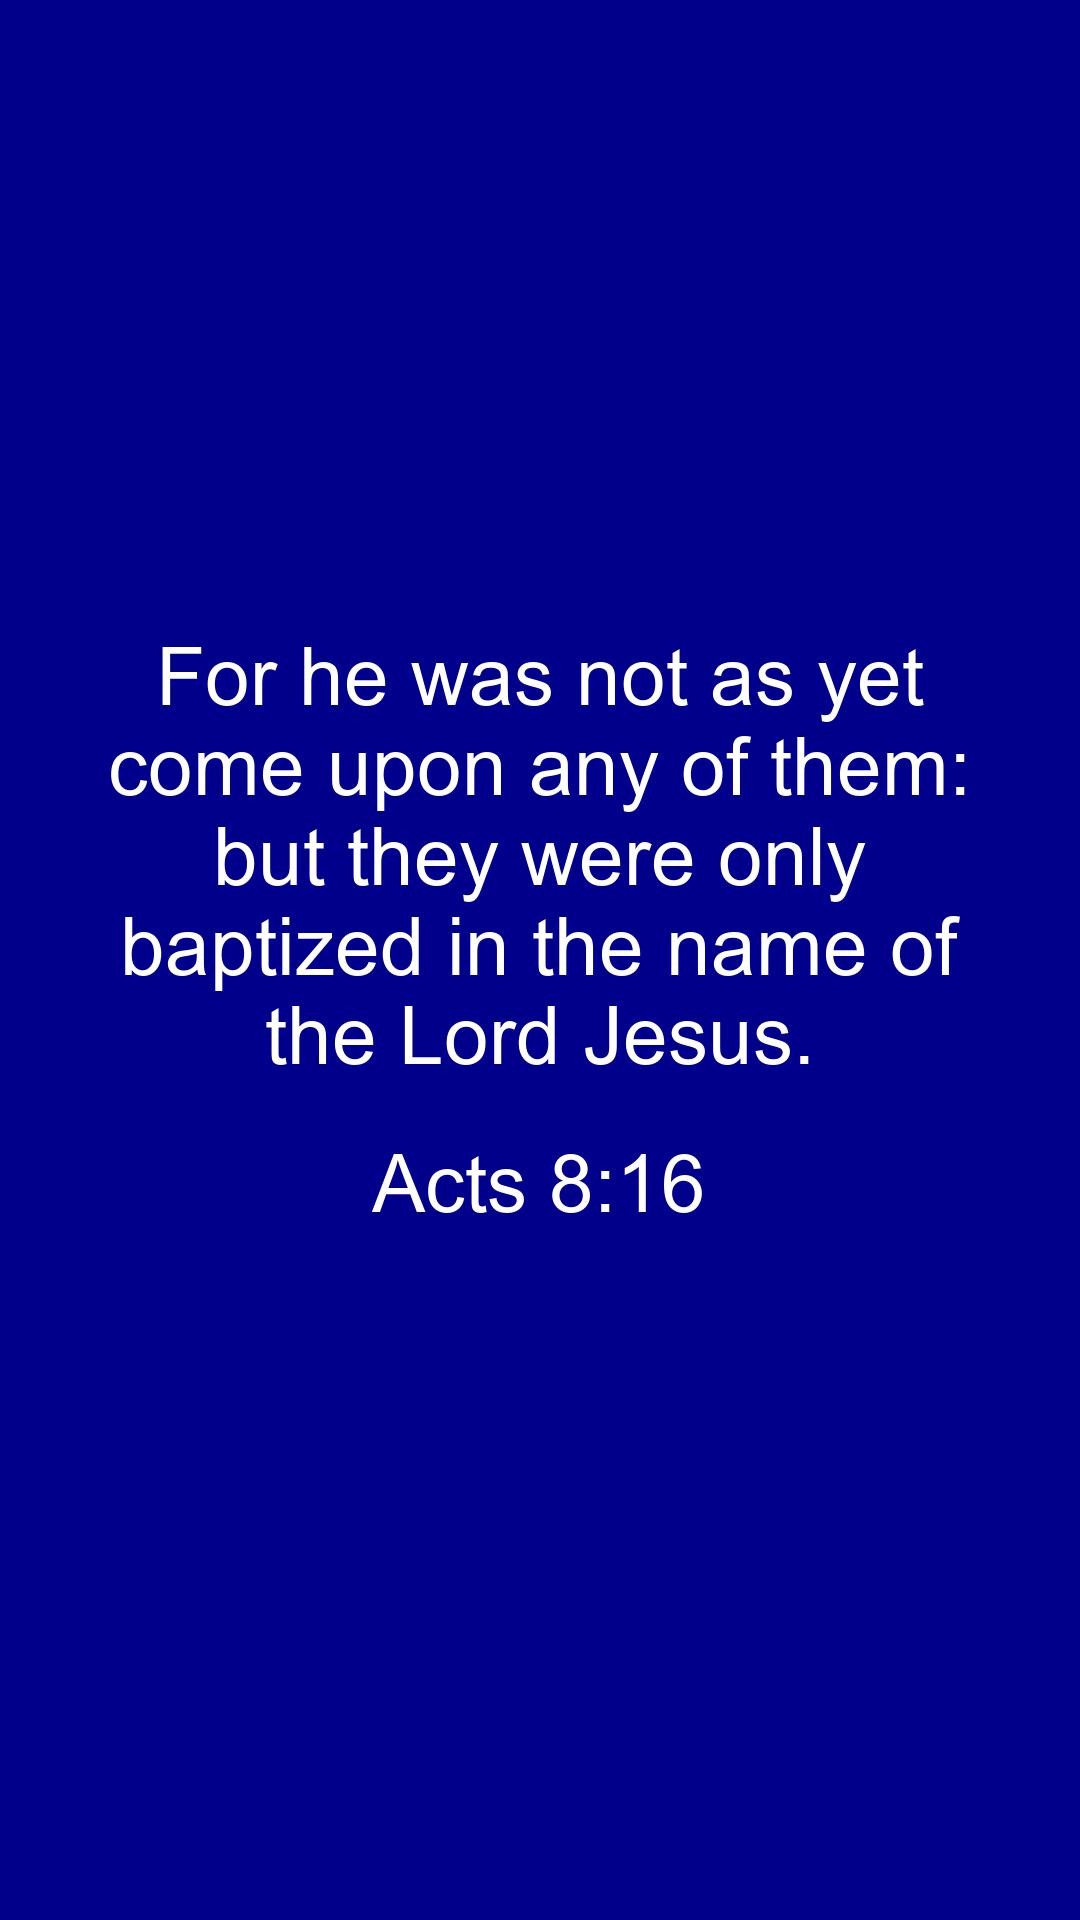 For he was not as yet
come upon any of them:
but they were only
baptized in the name of
the Lord Jesus.
Acts 8:16